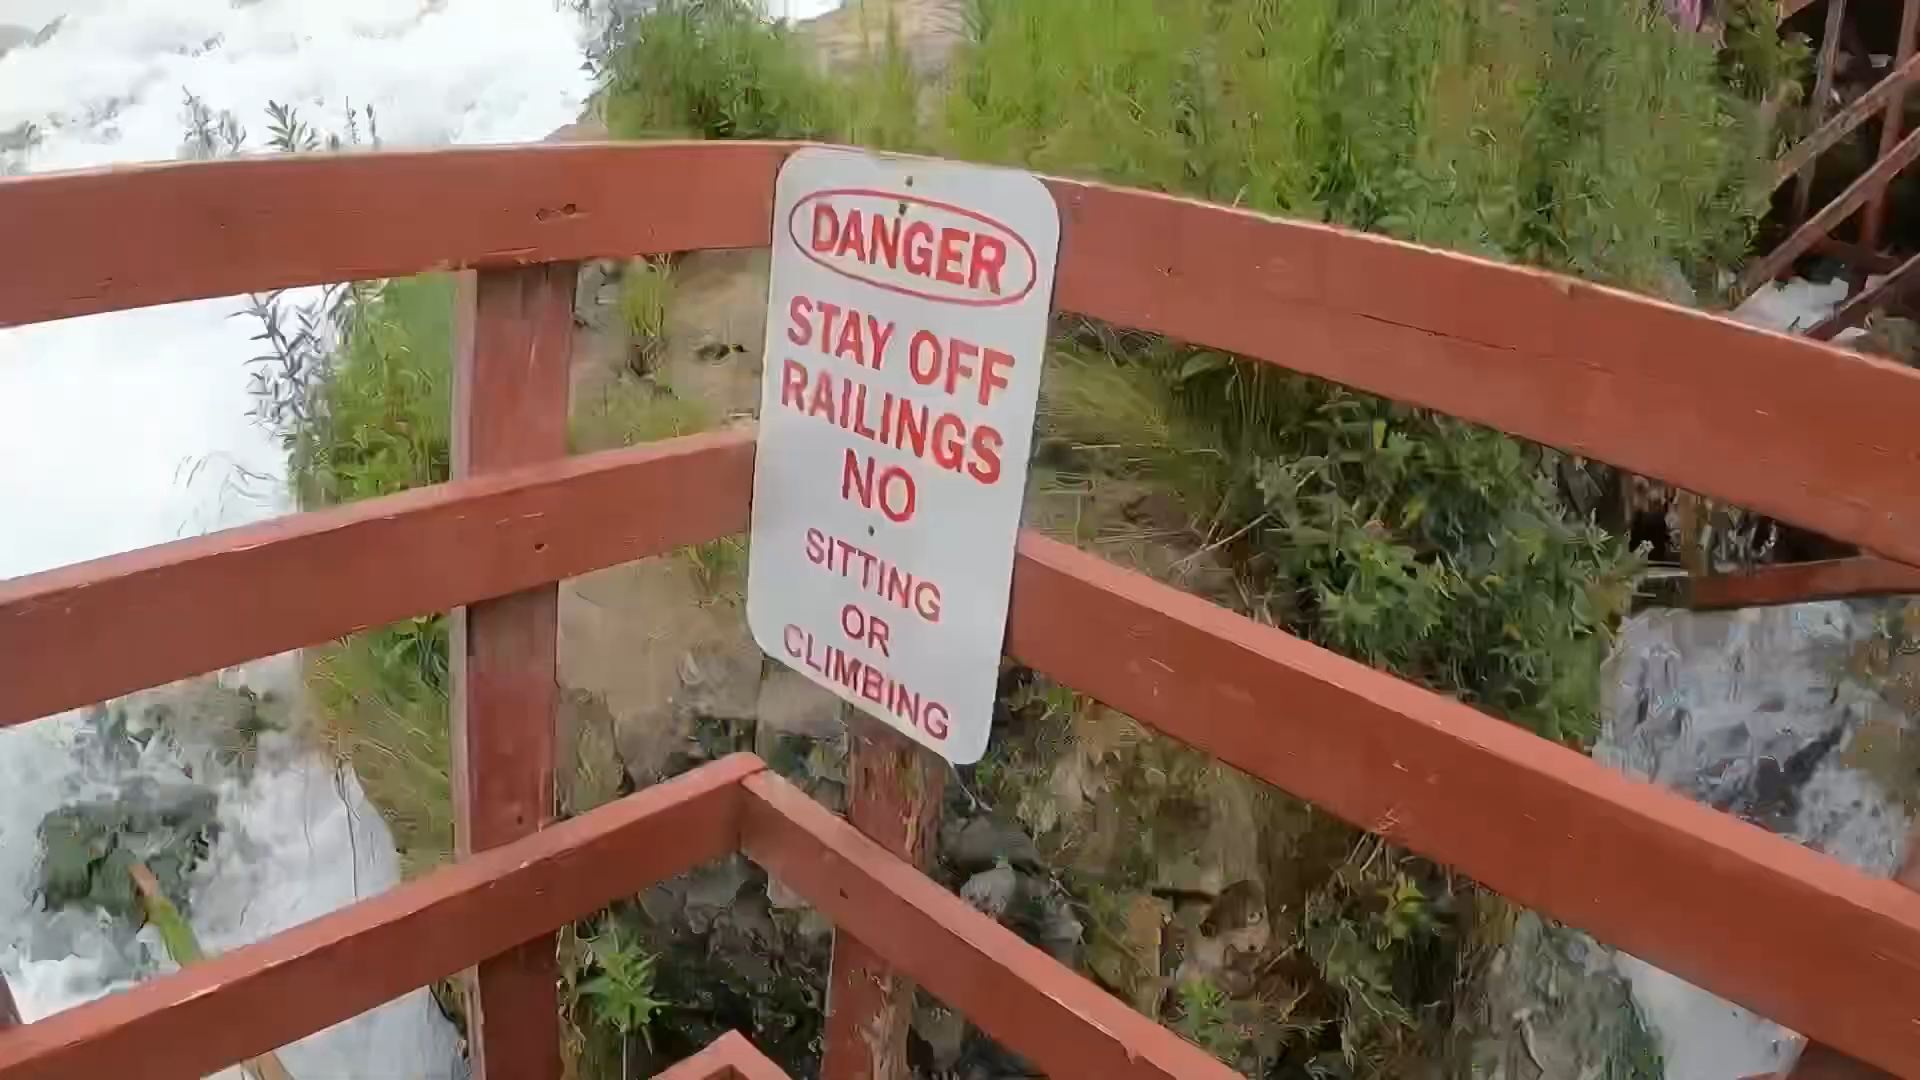 DANGER
STAY OFF
RAILINGS
NO
SITTING
OR
CLIMBING